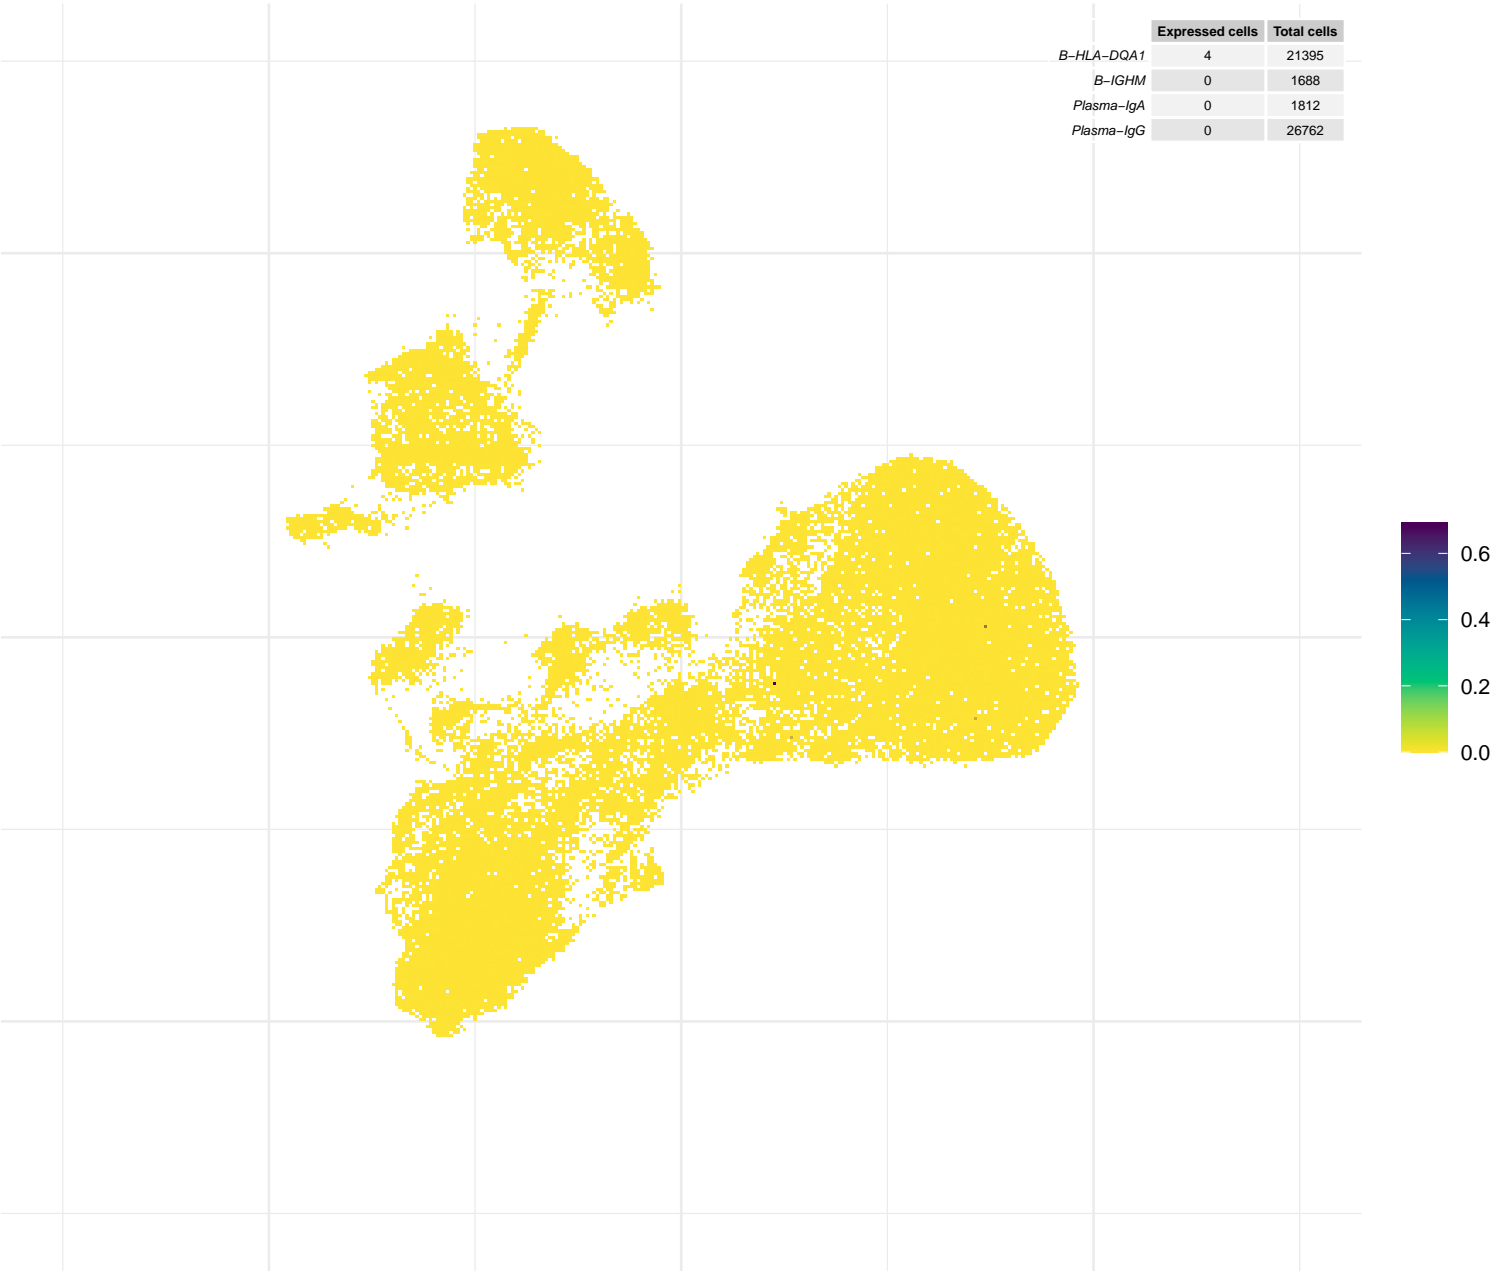 Expressed cells Total cells
B−HLA−DQA1 4 21395
B−IGHM 0 1688
Plasma−IgA 0 1812
Plasma−IgG 0 26762
0.6
0.4
0.2
0.0